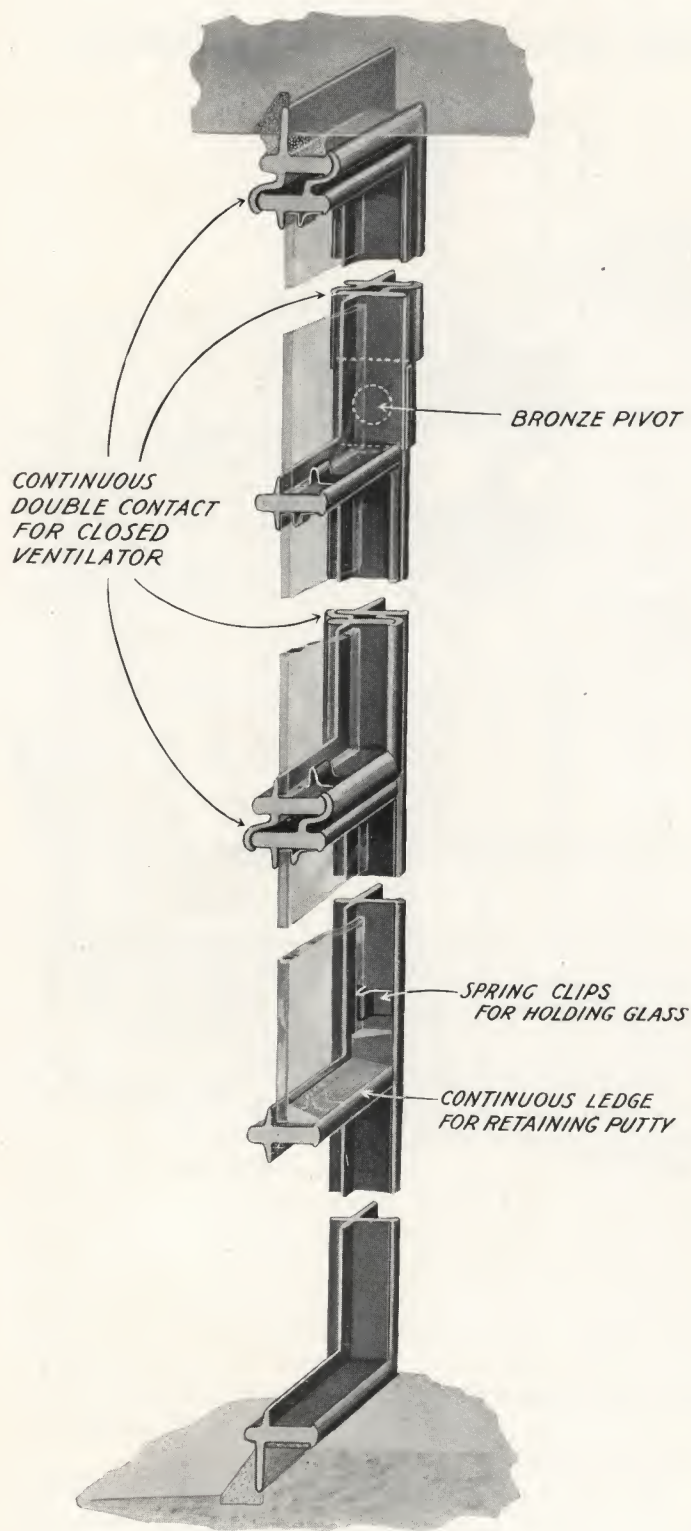 BRONZE PIVOT
CONTINUOUS
DOUBLE CONTACT
FOR CLOSED
VENTILATOR
SPRING CLIPS
FOR HOLDING GLASS
CONTINUOUS LEDGE
FOR RETAINING PUTTY